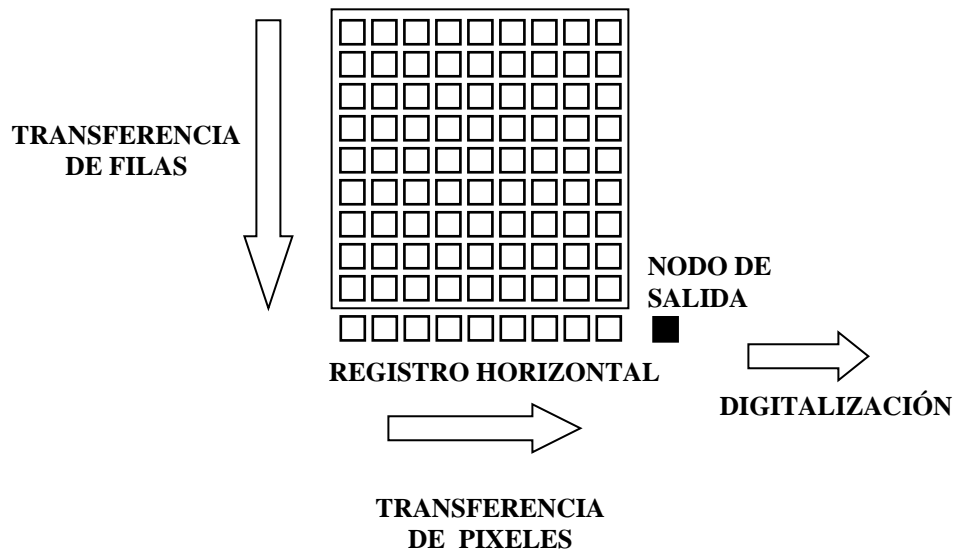 TRANSFERENCIA
DE FILAS
NODO DE
SALIDA
REGISTRO HORIZONTAL
DIGITALIZACIÓN
TRANSFERENCIA
DE PIXELES